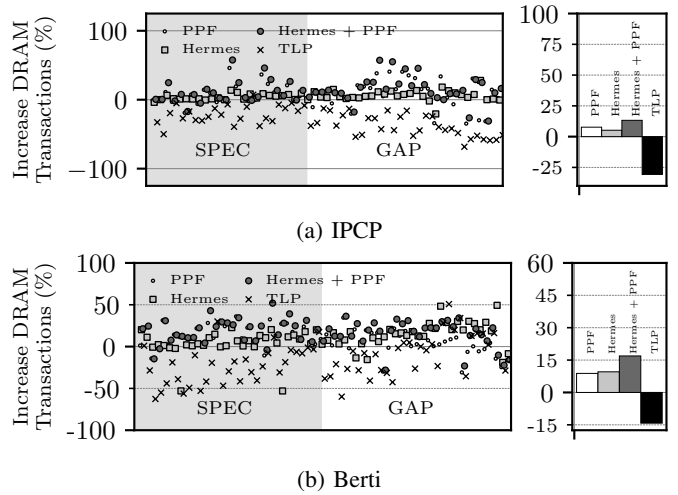 Increase DRAM
Transactions (%)
100
0
−100
PPF
Hermes + PPF
Hermes
TLP
SPEC
GAP
100
75
50
25
0
-25
PPF
Hermes
Hermes + PPF
TLP
(a) IPCP
Increase DRAM
Transactions (%)
100
50
0
-50
-100
PPF
Hermes + PPF
Hermes
TLP
SPEC
GAP
60
45
30
15
0
-15
PPF
Hermes
Hermes + PPF
TLP
(b) Berti